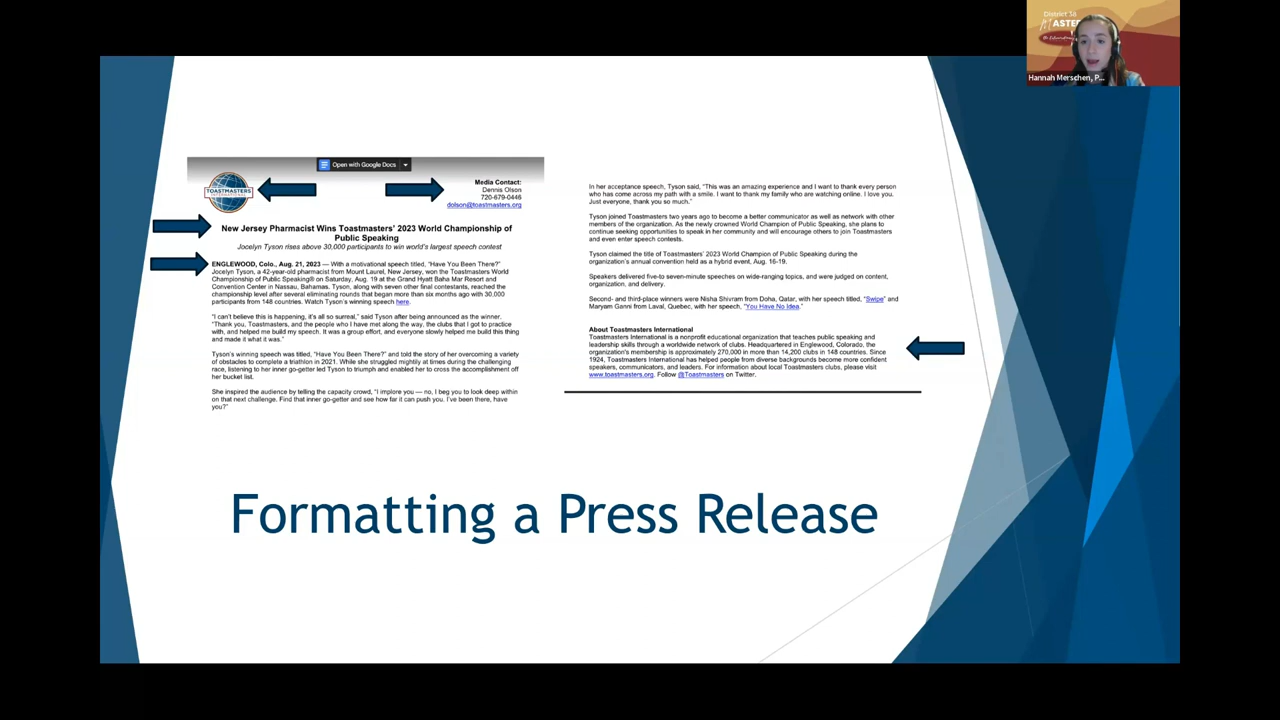 District 38
Hannah Merschen, P...
Open with Google Docs
TOASTMASTERS
INTERNATIONAL
Media Contact:
Dennis Olson
720-679-0446
dolson@toastmasters.org
New Jersey Pharmacist Wins Toastmasters' 2023 World Championship of
Public Speaking
Jocelyn Tyson rises above 30,000 participants to win world's largest speech contest
ENGLEWOOD, Colo., Aug. 21, 2023 — With a motivational speech titled, "Have You Been There?"
Jocelyn Tyson, a 42-year-old pharmacist from Mount Laurel, New Jersey, won the Toastmasters World
Championship of Public Speaking® on Saturday, Aug. 19 at the Grand Hyatt Baha Mar Resort and
Convention Center in Nassau, Bahamas. Tyson, along with seven other final contestants, reached the
championship level after several eliminating rounds that began more than six months ago with 30,000
participants from 148 countries. Watch Tyson's winning speech here.
"I can't believe this is happening, it's all so surreal," said Tyson after being announced as the winner.
"Thank you, Toastmasters, and the people who I have met along the way, the clubs that I got to practice
with, and helped me build my speech. It was a group effort, and everyone slowly helped me build this thing
and made it what it was."
Tyson's winning speech was titled, "Have You Been There?" and told the story of her overcoming a variety
of obstacles to complete a triathlon in 2021. While she struggled mightily at times during the challenging
race, listening to her inner go-getter led Tyson to triumph and enabled her to cross the accomplishment off
her bucket list.
She inspired the audience by telling the capacity crowd, "I implore you — no, I beg you to look deep within
on that next challenge. Find that inner go-getter and see how far it can push you. I've been there, have
you?"
In her acceptance speech, Tyson said, "This was an amazing experience and I want to thank every person
who has come across my path with a smile. I want to thank my family who are watching online. I love you.
Just everyone, thank you so much."
Tyson joined Toastmasters two years ago to become a better communicator as well as network with other
members of the organization. As the newly crowned World Champion of Public Speaking, she plans to
continue seeking opportunities to speak in her community and will encourage others to join Toastmasters
and even enter speech contests.
Tyson claimed the title of Toastmasters' 2023 World Champion of Public Speaking during the
organization's annual convention held as a hybrid event, Aug. 16-19.
Speakers delivered five-to seven-minute speeches on wide-ranging topics, and were judged on content,
organization, and delivery.
Second- and third-place winners were Nisha Shivram from Doha, Qatar, with her speech titled, "Swipe" and
Maryam Ganni from Laval, Quebec, with her speech, "You Have No Idea."
About Toastmasters International
Toastmasters International is a nonprofit educational organization that teaches public speaking and
leadership skills through a worldwide network of clubs. Headquartered in Englewood, Colorado, the
organization's membership is approximately 270,000 in more than 14,200 clubs in 148 countries. Since
1924, Toastmasters International has helped people from diverse backgrounds become more confident
speakers, communicators, and leaders. For information about local Toastmasters clubs, please visit
www.toastmasters.org. Follow @Toastmasters on Twitter.
Formatting a Press Release